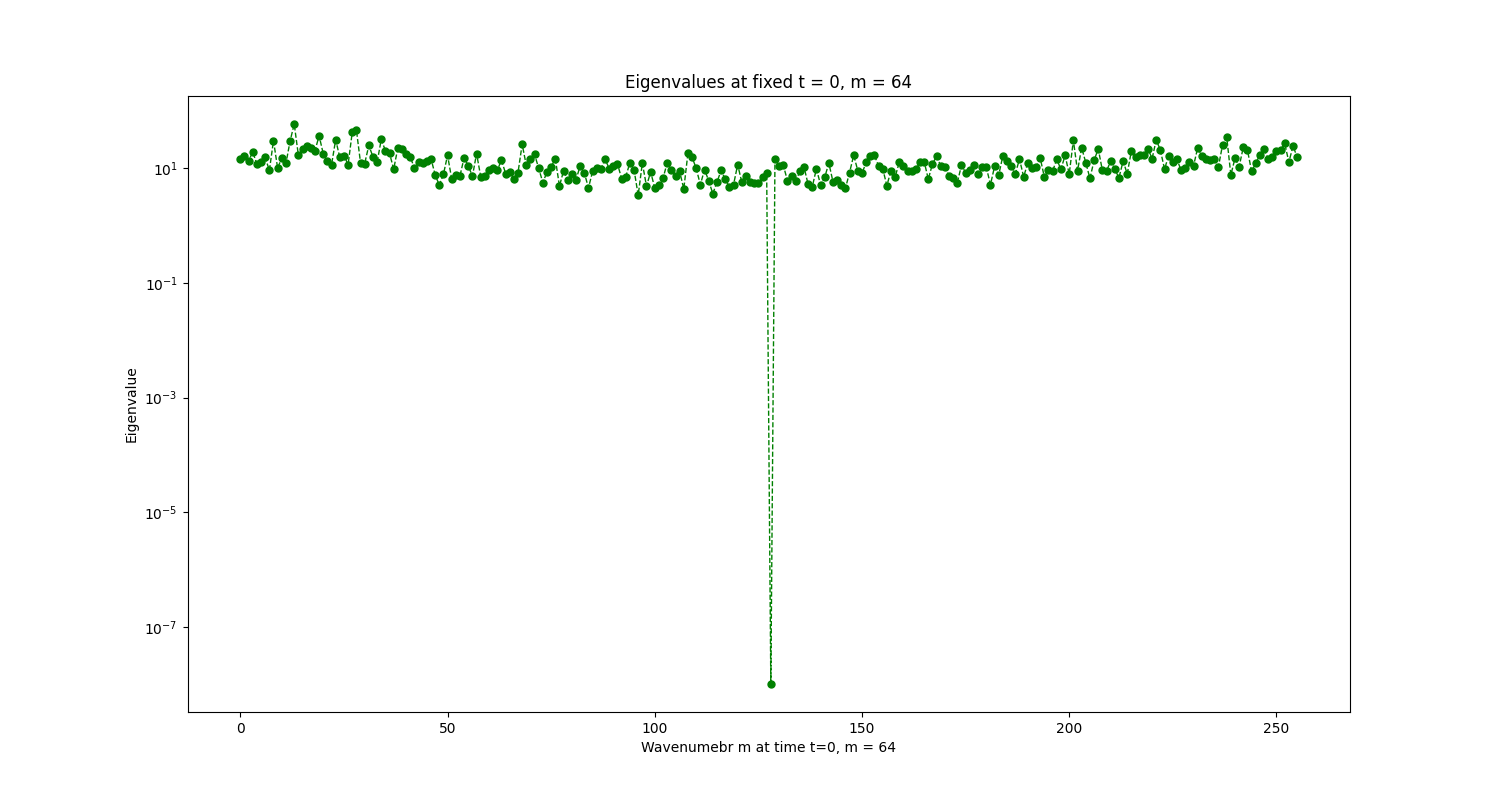 Eigenvalues at fixed t = 0, m = 64
10^1
10^-1
10^-3
10^-5
10^-7
Eigenvalue
0 50 100 150 200 250
Wavenumebr m at time t=0, m = 64